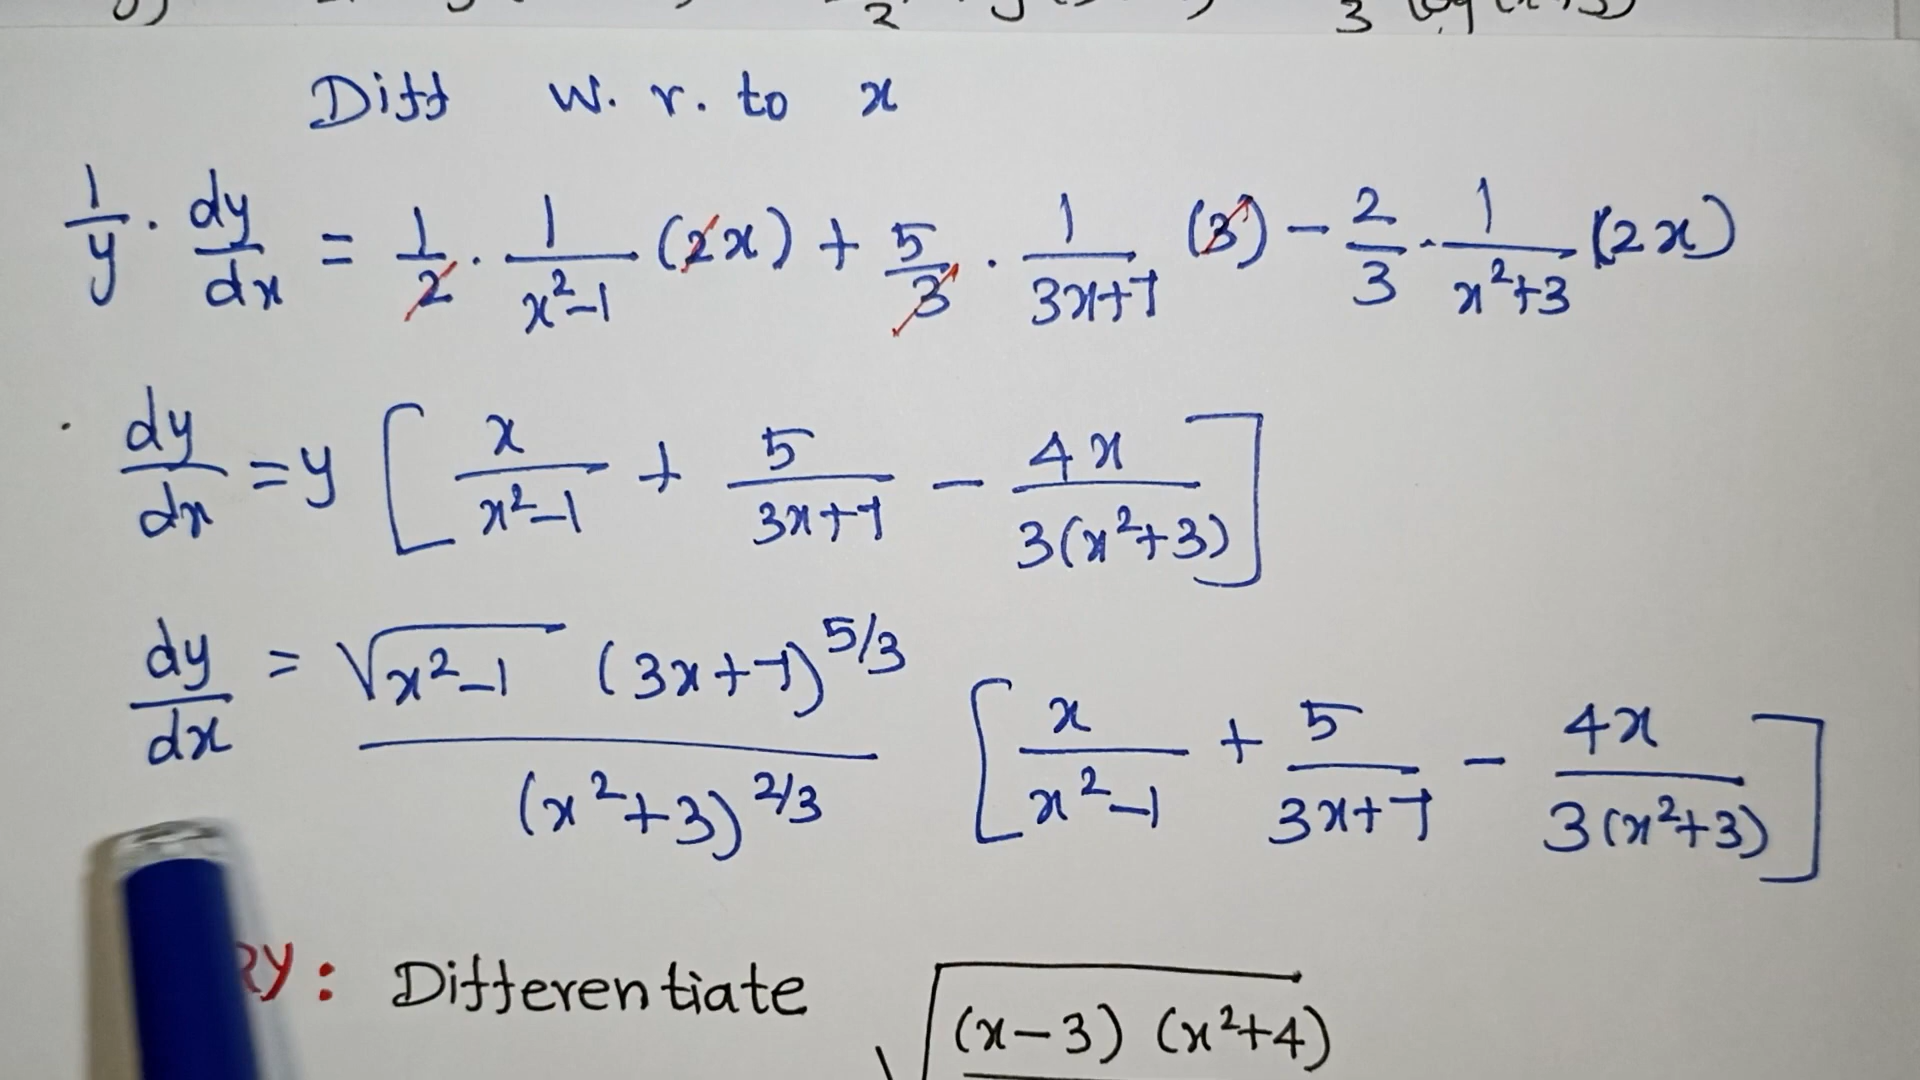 Diff w. r. to x
1/y · dy/dx = 1/2 · 1/(x²-1) (2x) + 5/3 · 1/(3x+7) (3) - 2/3 · 1/(x²+3) (2x)
dy/dx = y [ x/(x²-1) + 5/(3x+7) - 4x/(3(x²+3)) ]
dy/dx = √(x²-1) (3x+7)^5/3 / (x²+3)^2/3 [ x/(x²-1) + 5/(3x+7) - 4x/(3(x²+3)) ]
RY: Differentiate √ (x-3) (x²+4)